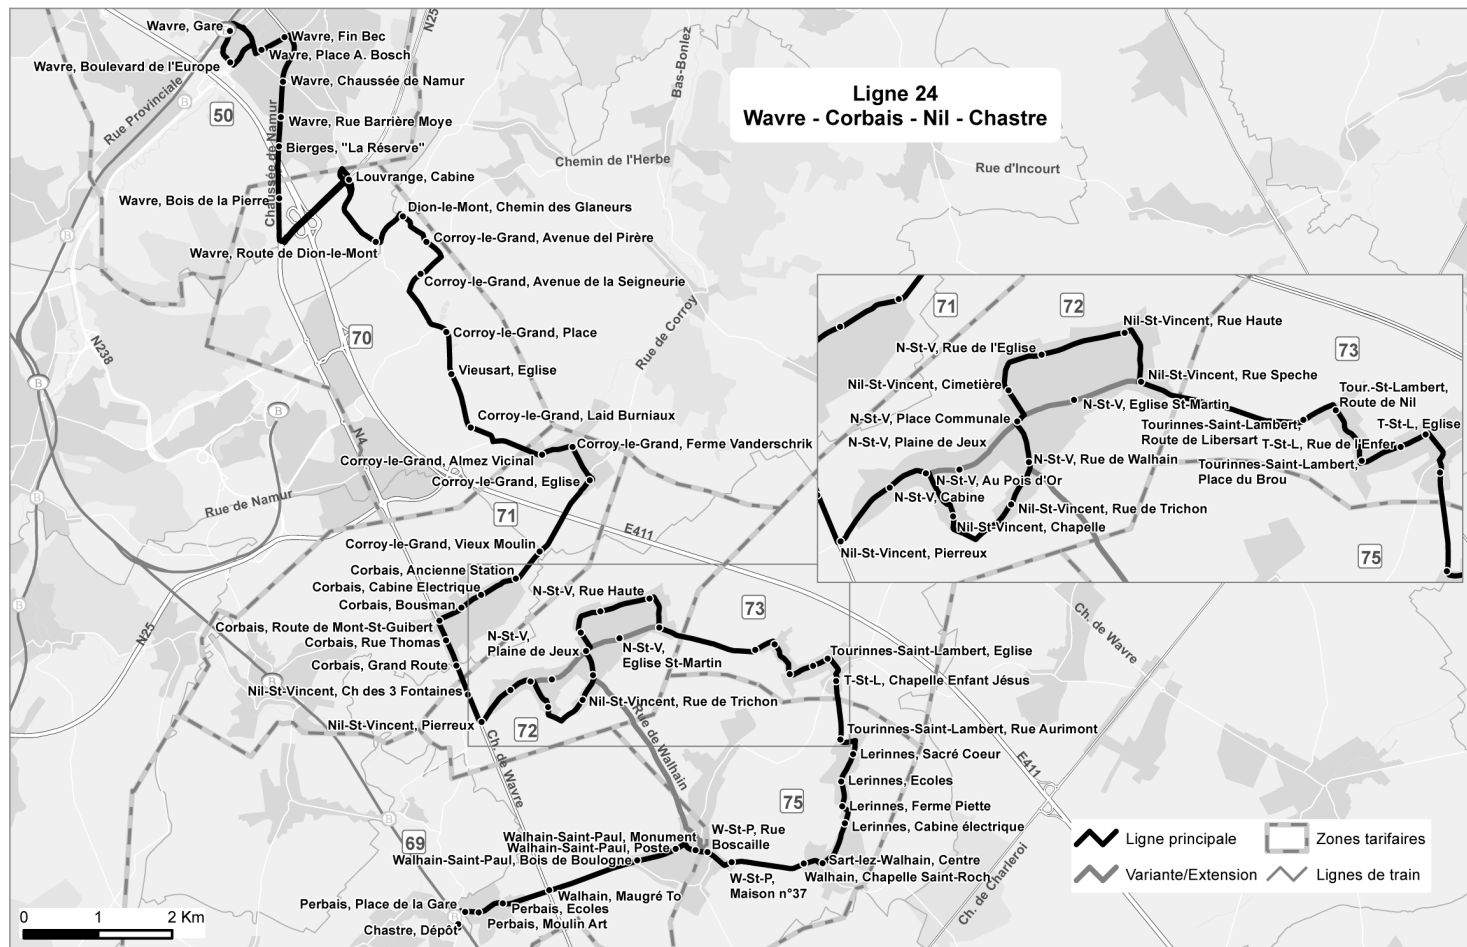 Ligne 24
Wavre - Corbais - Nil - Chastre
Wavre, Gare
Wavre, Fin Bec
Wavre, Place A. Bosch
Wavre, Boulevard de l'Europe
Wavre, Chaussée de Namur
Wavre, Rue Barrière Moye
Bierges, "La Réserve"
Louvrange, Cabine
Wavre, Bois de la Pierre
Wavre, Route de Dion-le-Mont
Dion-le-Mont, Chemin des Glaneurs
Corroy-le-Grand, Avenue del Pirère
Corroy-le-Grand, Avenue de la Seigneurie
Corroy-le-Grand, Place
Vieusart, Eglise
Corroy-le-Grand, Laid Burniaux
Corroy-le-Grand, Ferme Vanderschrik
Corroy-le-Grand, Almez Vicinal
Corroy-le-Grand, Eglise
Corroy-le-Grand, Vieux Moulin
Corbais, Ancienne Station
Corbais, Cabine Electrique
Corbais, Bousman
Corbais, Route de Mont-St-Guibert
Corbais, Rue Thomas
Corbais, Grand Route
Nil-St-Vincent, Ch des 3 Fontaines
Nil-St-Vincent, Pierreux
N-St-V, Rue Haute
N-St-V,
Plaine de Jeux
N-St-V,
Eglise St-Martin
Nil-St-Vincent, Rue de Trichon
Tourinnes-Saint-Lambert, Eglise
T-St-L, Chapelle Enfant Jésus
Tourinnes-Saint-Lambert, Rue Aurimont
Lerinnes, Sacré Coeur
Lerinnes, Ecoles
Lerinnes, Ferme Piette
Lerinnes, Cabine électrique
Sart-lez-Walhain, Centre
Walhain, Chapelle Saint-Roch
W-St-P,
Maison n°37
W-St-P, Rue
Boscaille
Walhain-Saint-Paul, Monument
Walhain-Saint-Paul, Poste
Walhain-Saint-Paul, Bois de Boulogne
Walhain, Maugré To
Perbais, Ecoles
Perbais, Moulin Art
Perbais, Place de la Gare
Chastre, Dépôt
Rue Provinciale
Chaussée de Namur
N25
Bas-Bonlez
Chemin de l'Herbe
Rue d'Incourt
Rue de Corroy
N238
N4
Rue de Namur
N25
E411
Ch. de Wavre
Rue de Walhain
Ch. de Wavre
E411
Ch. de Charleroi
50
70
71
72
73
75
69
B
B
B
B
B
B
B
71
72
73
75
Nil-St-Vincent, Rue Haute
N-St-V, Rue de l'Eglise
Nil-St-Vincent, Cimetière
Nil-St-Vincent, Rue Speche
N-St-V, Eglise St-Martin
N-St-V, Place Communale
N-St-V, Plaine de Jeux
N-St-V, Rue de Walhain
N-St-V, Au Pois d'Or
N-St-V, Cabine
Nil-St-Vincent, Rue de Trichon
Nil-St-Vincent, Chapelle
Nil-St-Vincent, Pierreux
Tour.-St-Lambert,
Route de Nil
Tourinnes-Saint-Lambert,
Route de Libersart
T-St-L, Eglise
T-St-L, Rue de l'Enfer
Tourinnes-Saint-Lambert,
Place du Brou
Ligne principale
Zones tarifaires
Variante/Extension
Lignes de train
0 1 2 Km